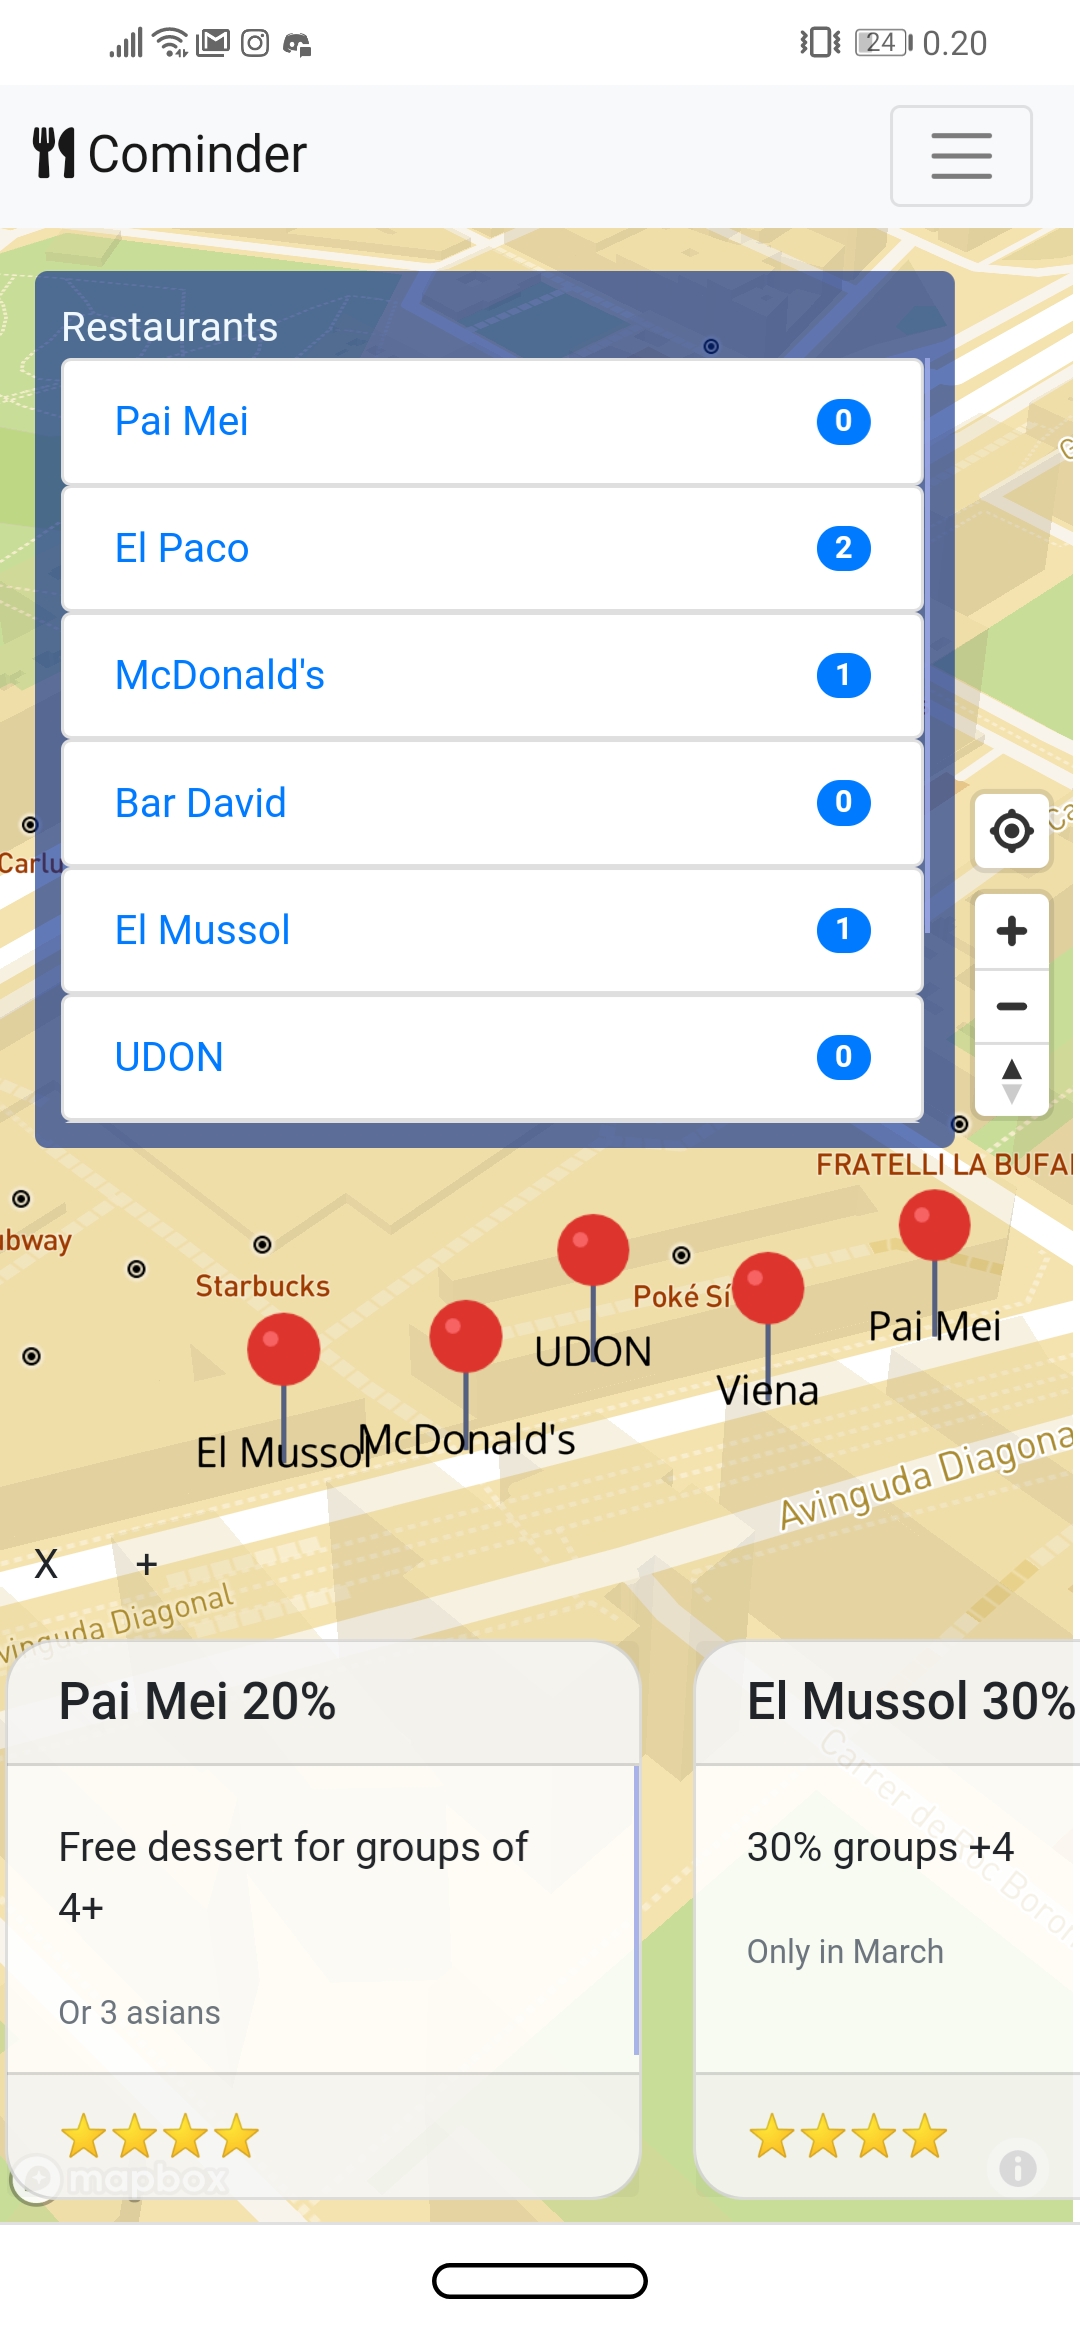 24 0.20
Cominder
Restaurants
Pai Mei 0
El Paco 2
McDonald's 1
Bar David 0
El Mussol 1
UDON 0
Carlu
FRATELLI LA BUFA
ubway
Starbucks
Poké Sí
UDON
Pai Mei
Viena
El Mussol
McDonald's
Avinguda Diagona
X +
vinguda Diagonal
Pai Mei 20%
El Mussol 30%
Free dessert for groups of
4+
Or 3 asians
30% groups +4
Only in March
Carrer de Roc Boron
mapbox